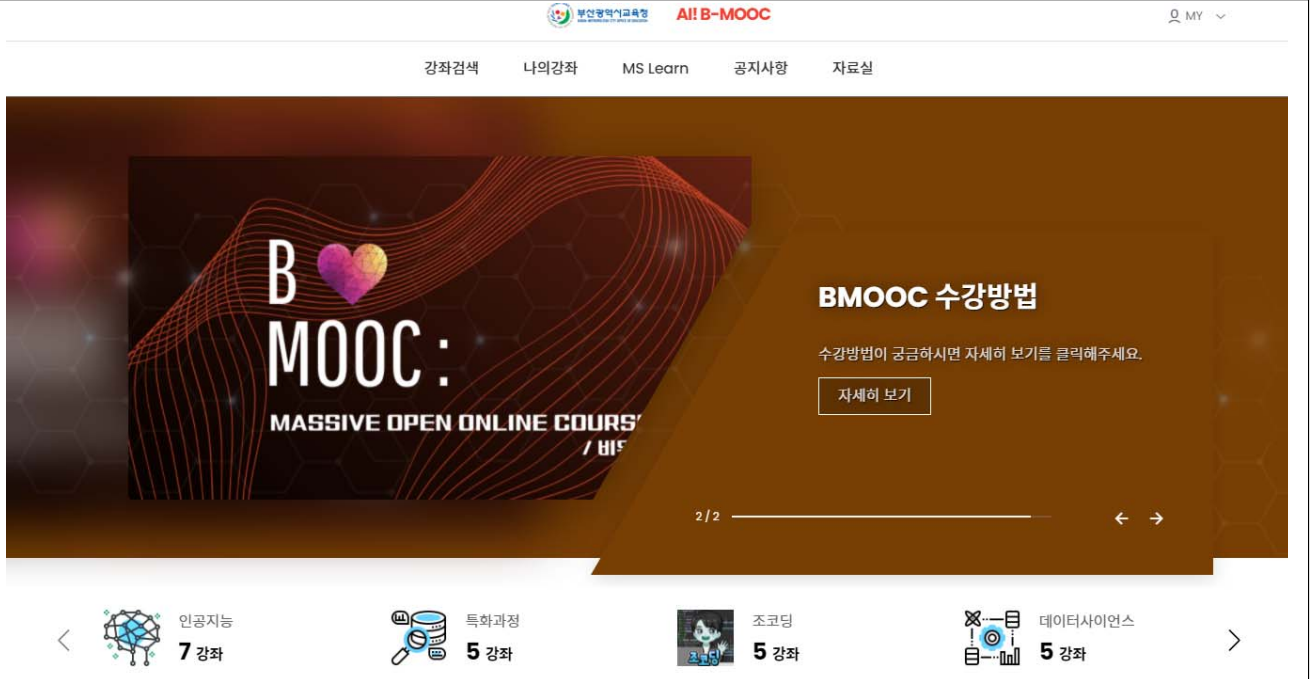 부산광역시교육청 AI! B-MOOC
MY
강좌검색 나의강좌 MS Learn 공지사항 자료실
B
MOOC :
MASSIVE OPEN ONLINE
BMOOC 수강방법
수강방법이 궁금하시면 자세히 보기를 클릭해주세요.
자세히 보기
2/2
인공지능
7 강좌
특화과정
5 강좌
조코딩
조코딩
5 강좌
데이터사이언스
5 강좌